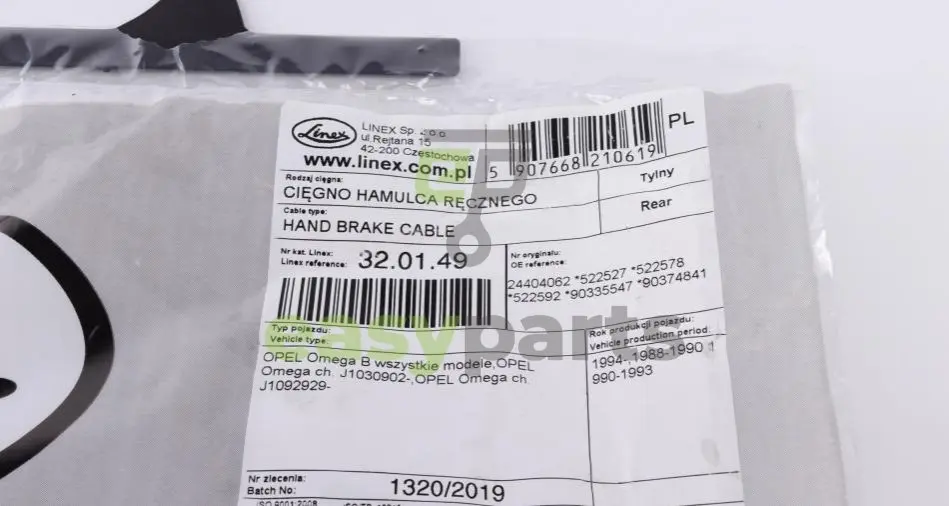 Linex
LINEX Sp. z o.o
ul Rejtana 15
42-200 Częstochowa
www.linex.com.pl
5 907668 210619
PL
Rodzaj cięgna:
CIĘGNO HAMULCA RĘCZNEGO
Tylny
Cable type:
HAND BRAKE CABLE
Rear
Nr kat. Linex:
Linex reference:
32.01.49
Nr oryginału:
OE reference:
24404062 *522527 *522578
*522592 *90335547 *90374841
easyparts
Typ pojazdu:
Vehicle type:
OPEL Omega B wszystkie modele,OPEL
Omega ch. J1030902-,OPEL Omega ch.
J1092929-
Rok produkcji pojazdu:
Vehicle production period:
1994-,1988-1990 1
990-1993
Nr zlecenia:
Batch No:
1320/2019
ISO 9001:2008